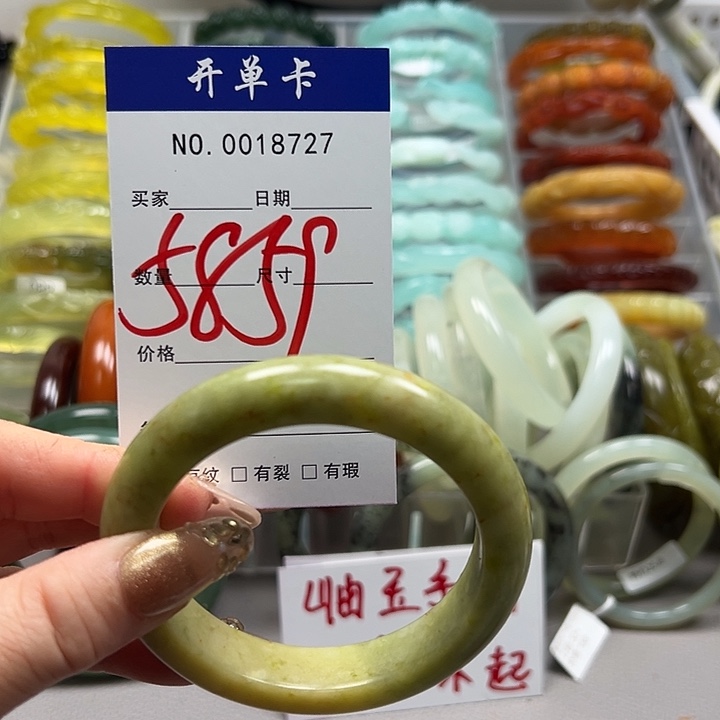 开单卡
NO. 0018727
买家 日期
5859
数量 尺寸
价格
纹 □ 有裂 □ 有瑕
岫玉手
起